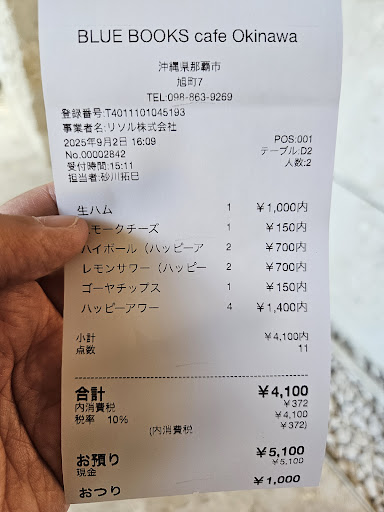 BLUE BOOKS cafe Okinawa
沖縄県那覇市
旭町7
TEL:098-863-9269
登録番号:T4011101045193
事業者名:リソル株式会社
2025年9月2日 16:09 POS:001
No.00002842 テーブル:D2
受付時間:15:11 人数:2
担当者:砂川拓巳
生ハム 1 ￥1,000内
モークチーズ 1 ￥150内
ハイボール（ハッピーア 2 ￥700内
レモンサワー（ハッピー 2 ￥700内
ゴーヤチップス 1 ￥150内
ハッピーアワー 4 ￥1,400内
小計 ￥4,100内
点数 11
合計 ￥4,100
内消費税 ￥372
税率 10% ￥4,100
(内消費税 ￥372)
お預り ￥5,100
現金 ￥5,100
おつり ￥1,000